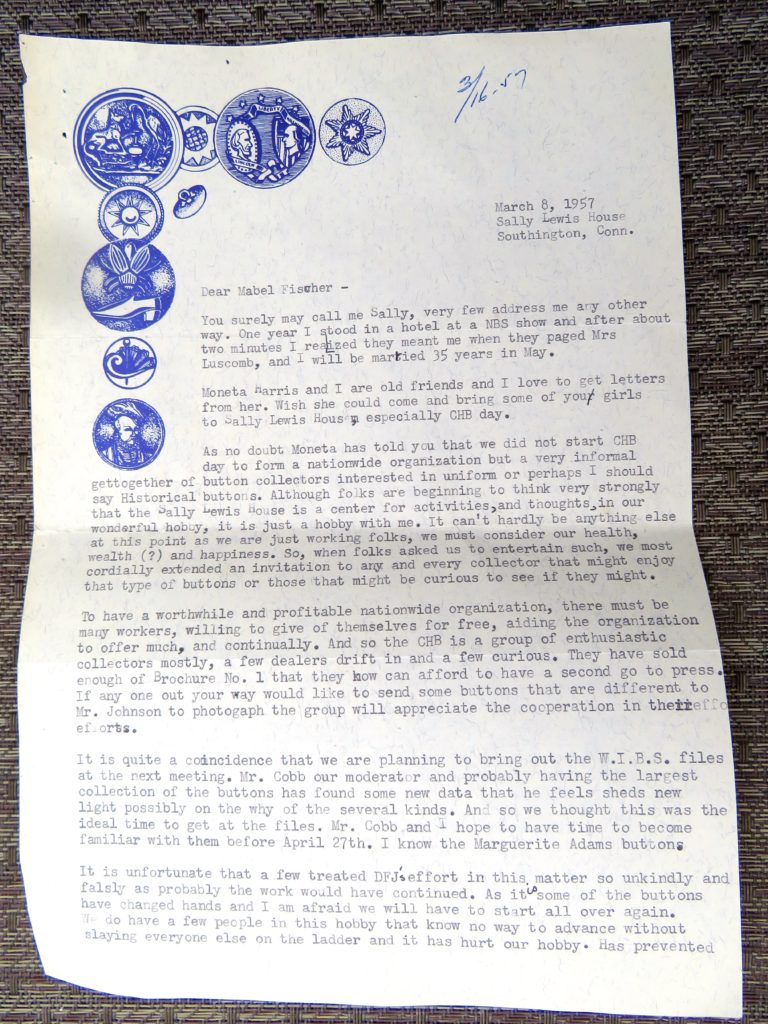 3/16-57
LIBERTY
March 8, 1957
Sally Lewis House
Southington, Conn.
Dear Mabel Fischer -
You surely may call me Sally, very few address me any other
way. One year I stood in a hotel at a NBS show and after about
two minutes I realized they meant me when they paged Mrs
Luscomb, and I will be married 35 years in May.
Moneta Harris and I are old friends and I love to get letters
from her. Wish she could come and bring some of your girls
to Sally Lewis House, especially CHB day.
As no doubt Moneta has told you that we did not start CHB
day to form a nationwide organization but a very informal
gettogether of button collectors interested in uniform or perhaps I should
say Historical buttons. Although folks are beginning to think very strongly
that the Sally Lewis House is a center for activities,and thoughts, in our
wonderful hobby, it is just a hobby with me. It can't hardly be anything else
at this point as we are just working folks, we must consider our health,
wealth (?) and happiness. So, when folks asked us to entertain such, we most
cordially extended an invitation to any and every collector that might enjoy
that type of buttons or those that might be curious to see if they might.
To have a worthwhile and profitable nationwide organization, there must be
many workers, willing to give of themselves for free, aiding the organization
to offer much, and continually. And so the CHB is a group of enthusiastic
collectors mostly, a few dealers drift in and a few curious. They have sold
enough of Brochure No. 1 that they now can afford to have a second go to press.
If any one out your way would like to send some buttons that are different to
Mr. Johnson to photogaph the group will appreciate the cooperation in their effo
efforts.
It is quite a coincidence that we are planning to bring out the W.I.B.S. files
at the next meeting. Mr. Cobb our moderator and probably having the largest
collection of the buttons has found some new data that he feels sheds new
light possibly on the why of the several kinds. And so we thought this was the
ideal time to get at the files. Mr. Cobb and I hope to have time to become
familiar with them before April 27th. I know the Marguerite Adams buttons
It is unfortunate that a few treated DFJ's effort in this matter so unkindly and
falsly as probably the work would have continued. As it is some of the buttons
have changed hands and I am afraid we will have to start all over again.
We do have a few people in this hobby that know no way to advance without
slaying everyone else on the ladder and it has hurt our hobby. Has prevented